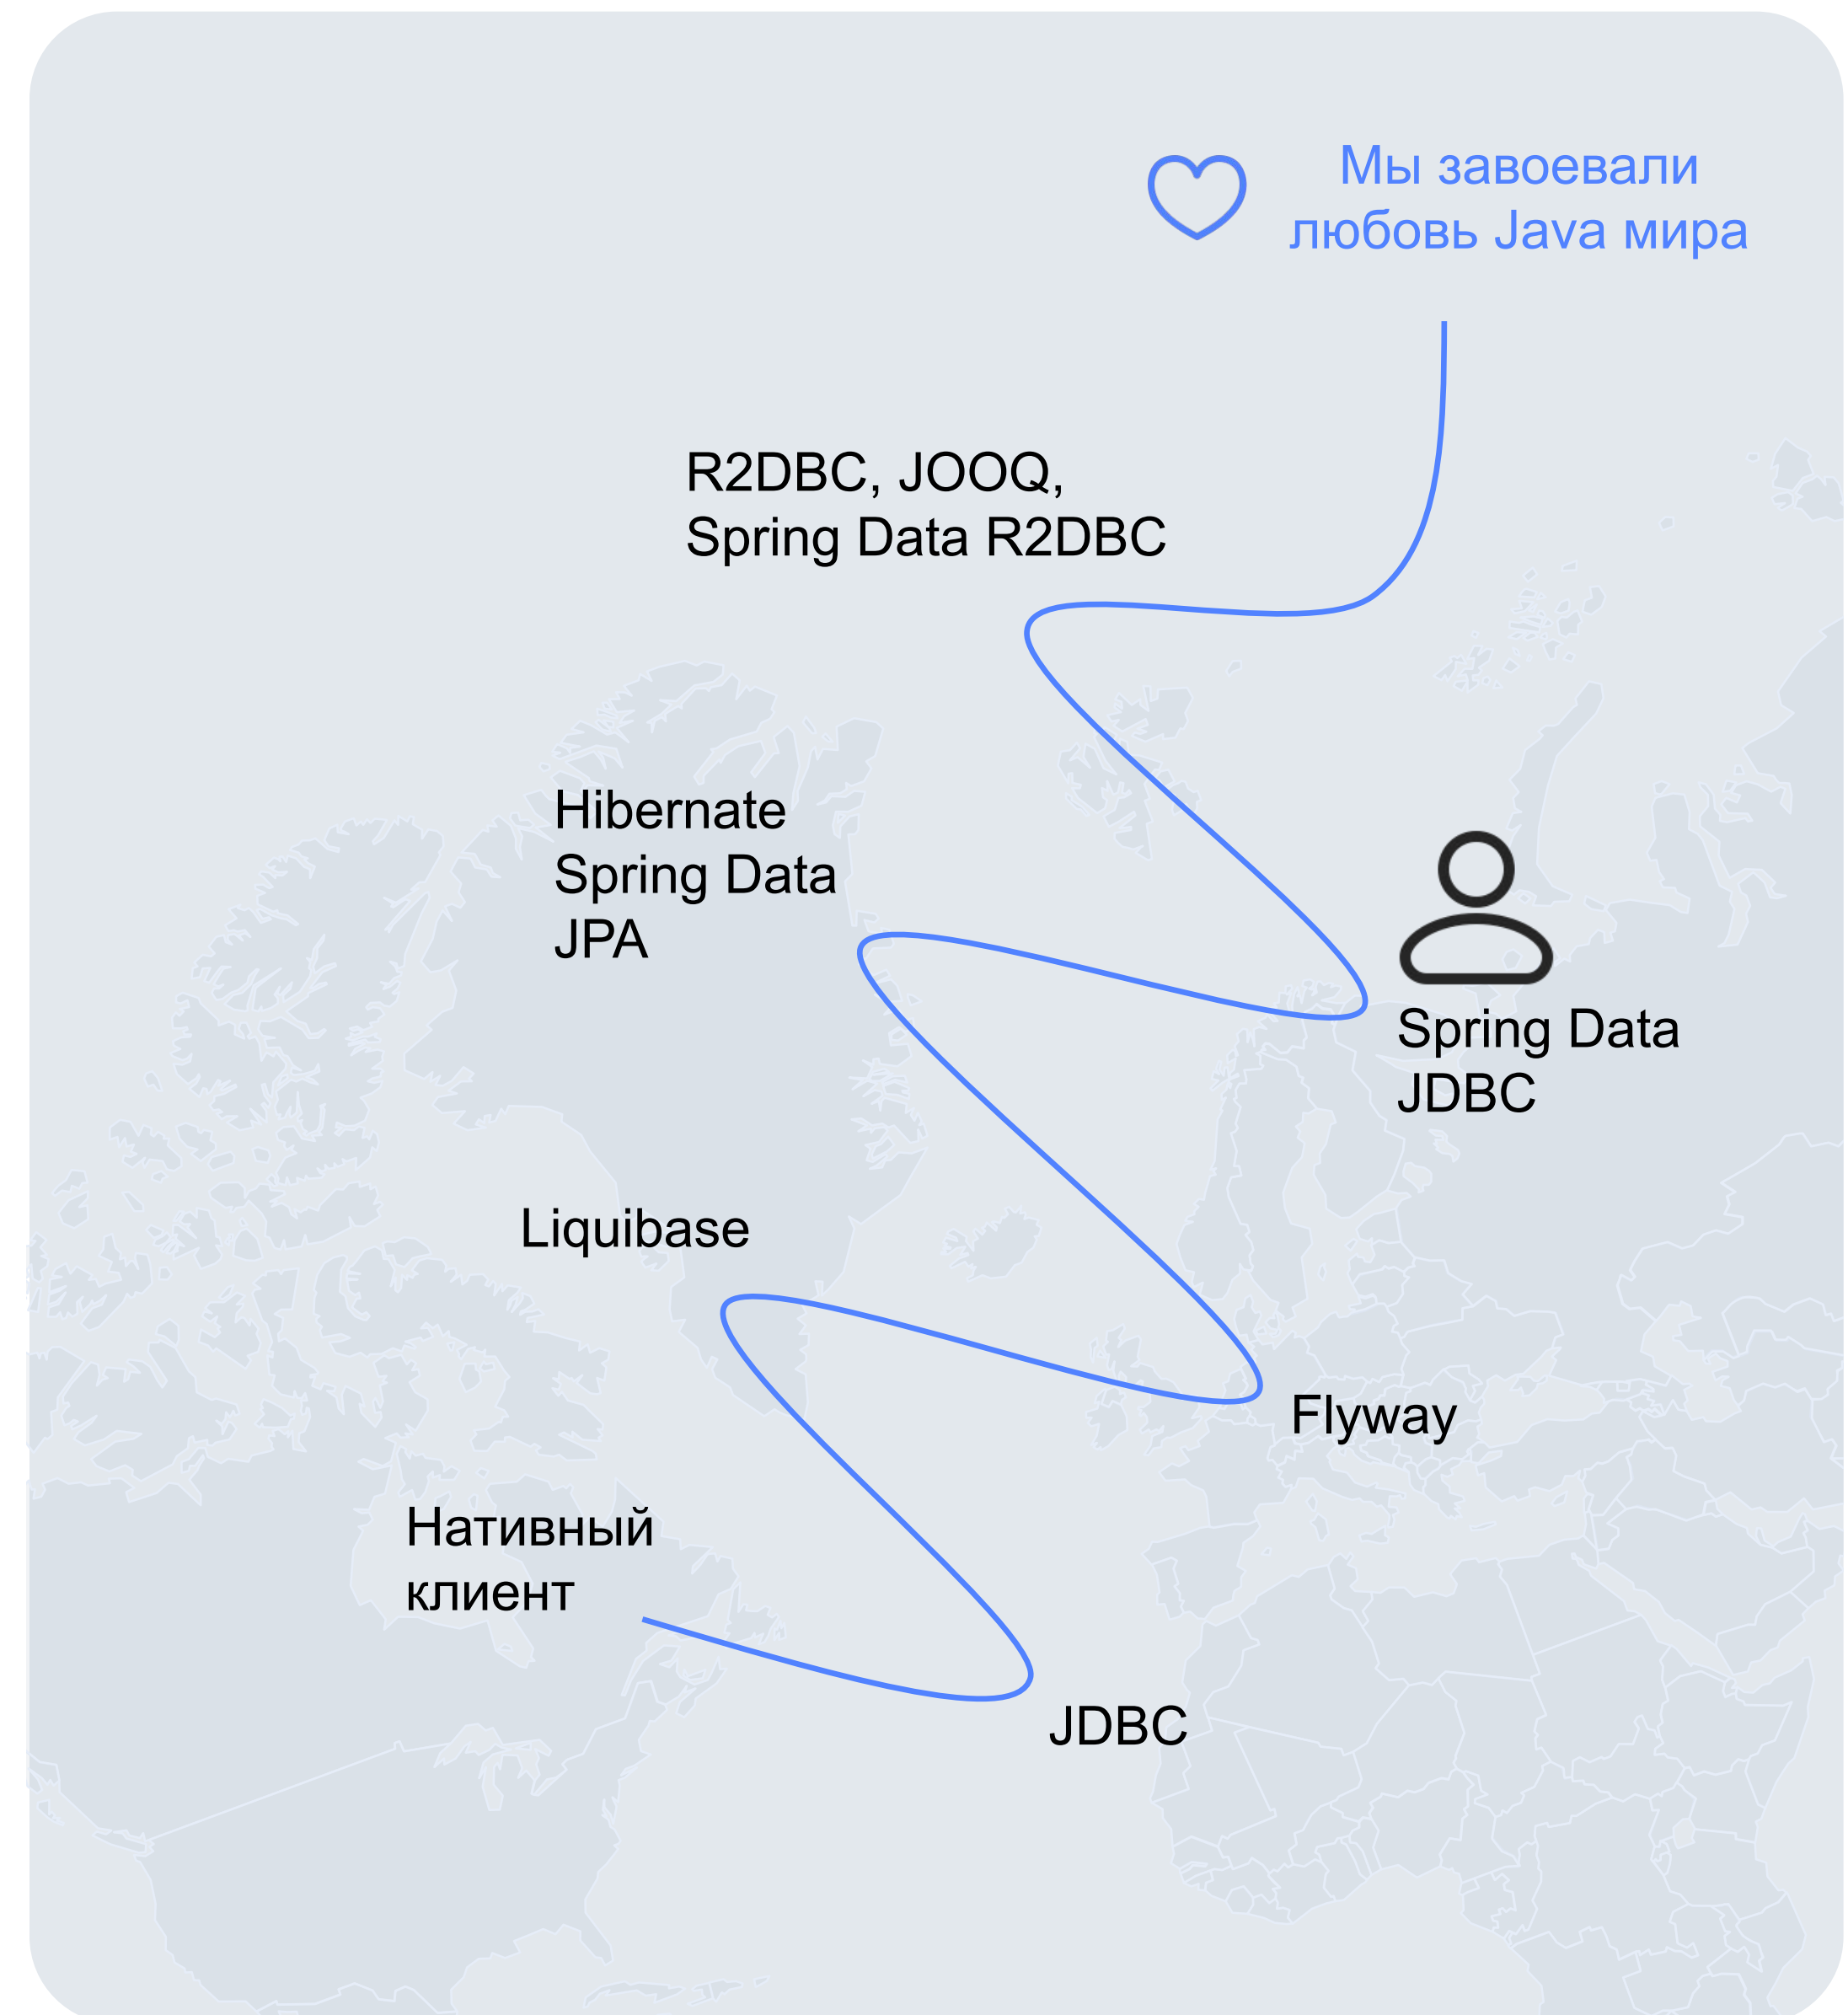 Мы завоевали
любовь Java мира
R2DBC, JOOQ,
Spring Data R2DBC
Hibernate
Spring Data
JPA
Spring Data
JDBC
Liquibase
Flyway
Нативный
клиент
JDBC